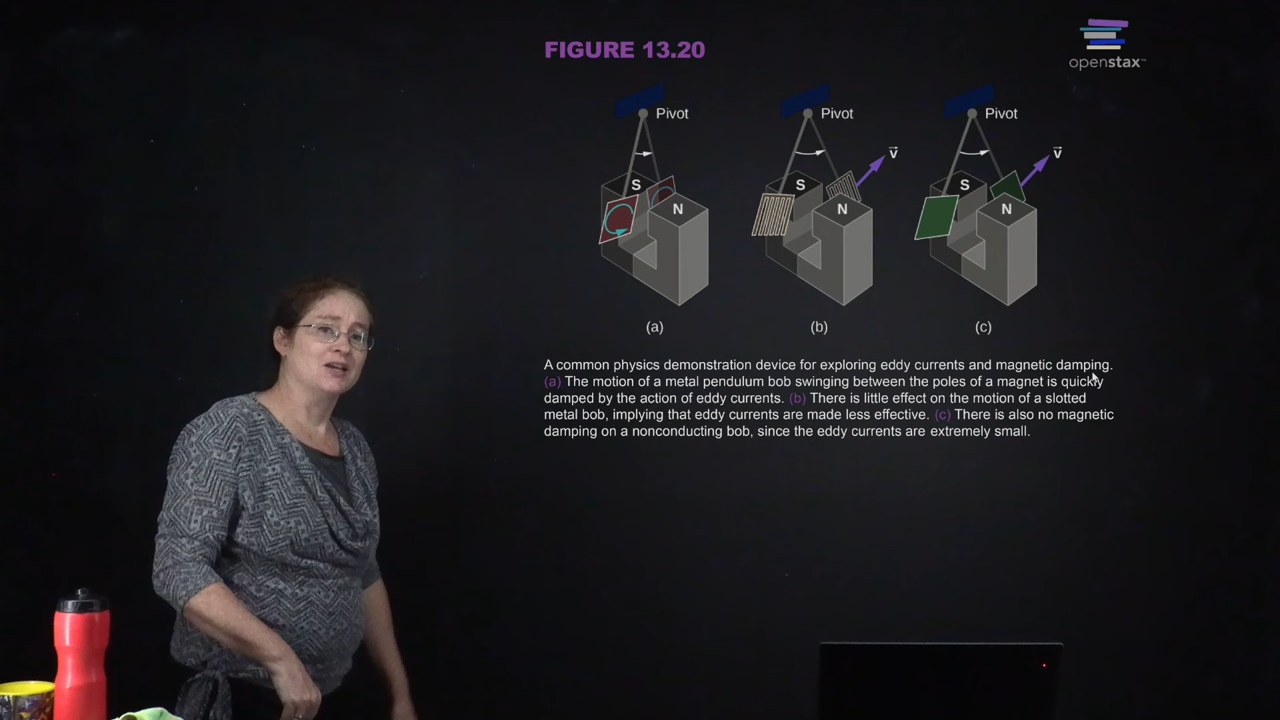 FIGURE 13.20
openstax™
Pivot
Pivot
Pivot
S
N
S
N
v
S
N
v
(a)
(b)
(c)
A common physics demonstration device for exploring eddy currents and magnetic damping.
(a) The motion of a metal pendulum bob swinging between the poles of a magnet is quickly
damped by the action of eddy currents. (b) There is little effect on the motion of a slotted
metal bob, implying that eddy currents are made less effective. (c) There is also no magnetic
damping on a nonconducting bob, since the eddy currents are extremely small.